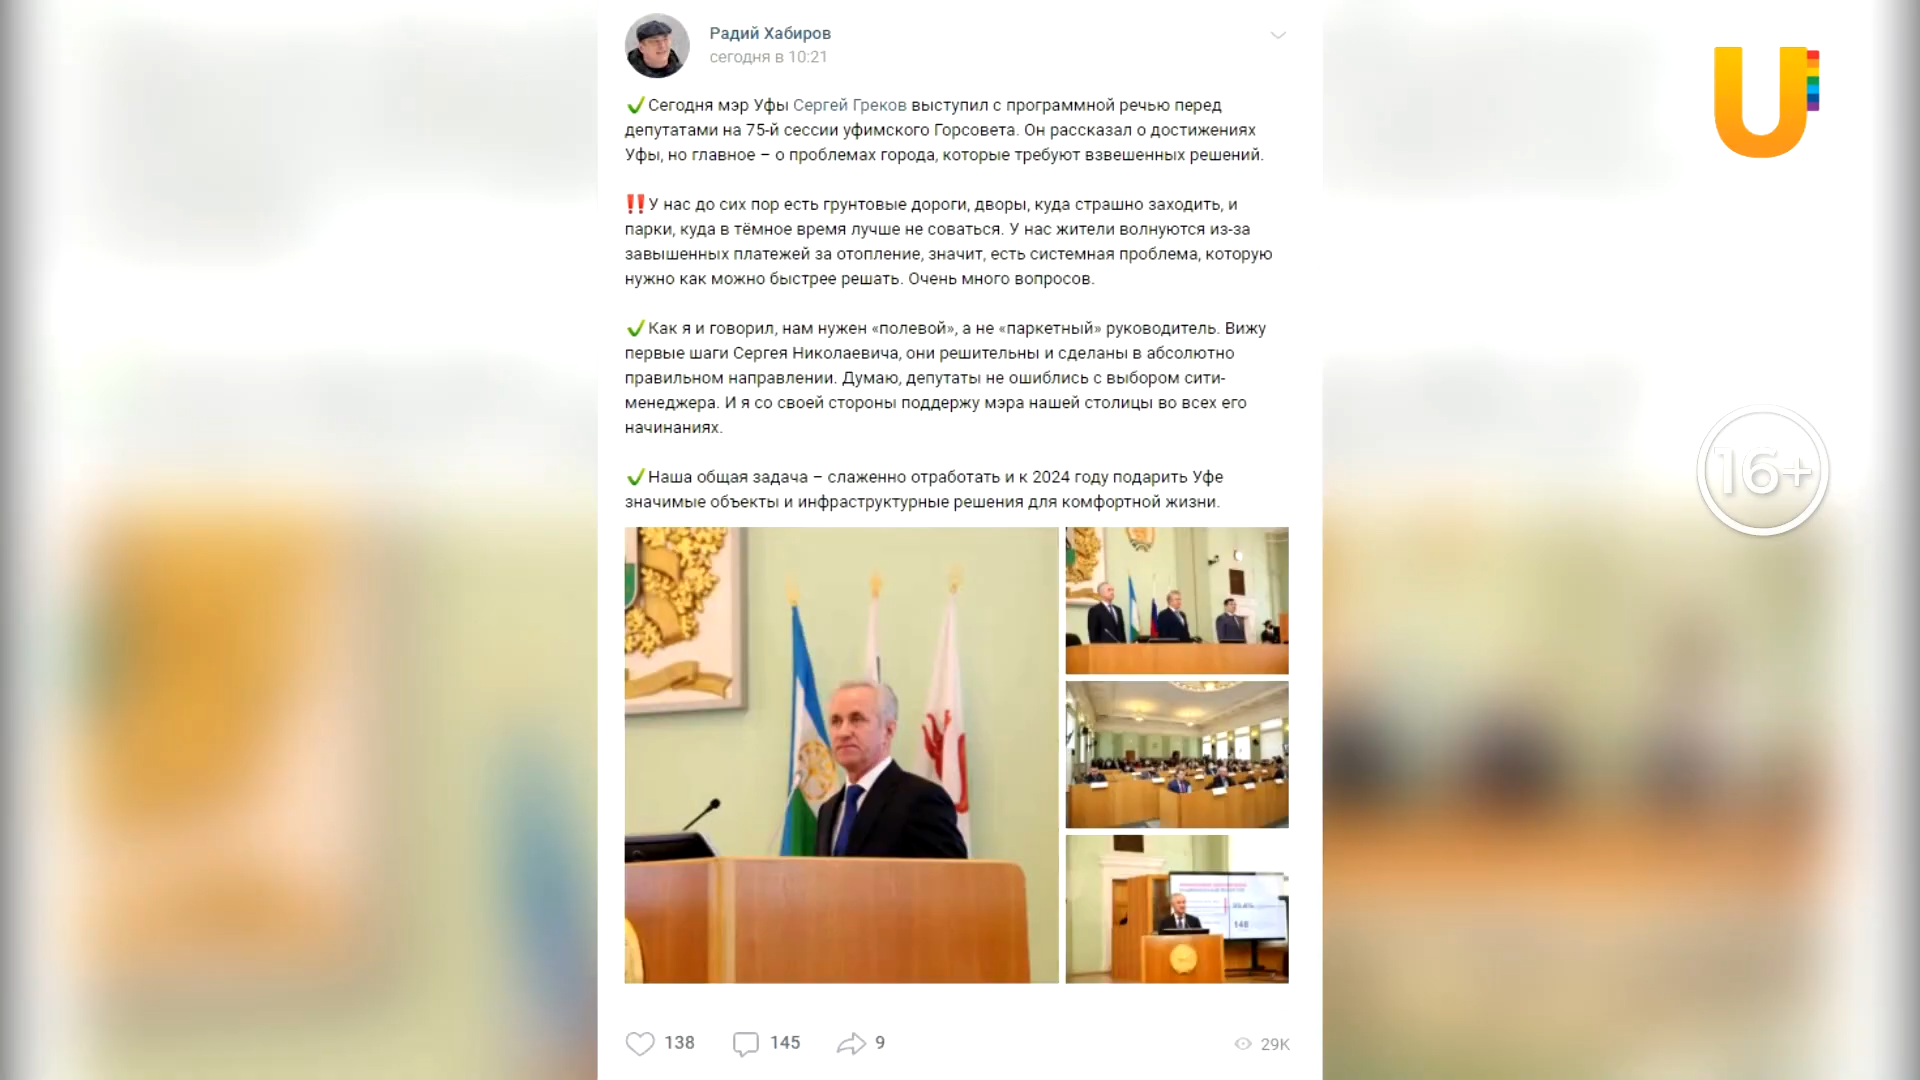 Радий Хабиров
сегодня в 10:21
✔Сегодня мэр Уфы Сергей Греков выступил с программной речью перед
депутатами на 75-й сессии уфимского Горсовета. Он рассказал о достижениях
Уфы, но главное – о проблемах города, которые требуют взвешенных решений.
‼У нас до сих пор есть грунтовые дороги, дворы, куда страшно заходить, и
парки, куда в тёмное время лучше не соваться. У нас жители волнуются из-за
завышенных платежей за отопление, значит, есть системная проблема, которую
нужно как можно быстрее решать. Очень много вопросов.
✔Как я и говорил, нам нужен «полевой», а не «паркетный» руководитель. Вижу
первые шаги Сергея Николаевича, они решительны и сделаны в абсолютно
правильном направлении. Думаю, депутаты не ошиблись с выбором сити-
менеджера. И я со своей стороны поддержу мэра нашей столицы во всех его
начинаниях.
✔Наша общая задача – слаженно отработать и к 2024 году подарить Уфе
значимые объекты и инфраструктурные решения для комфортной жизни.
148
138 145 9 29K
U
16+